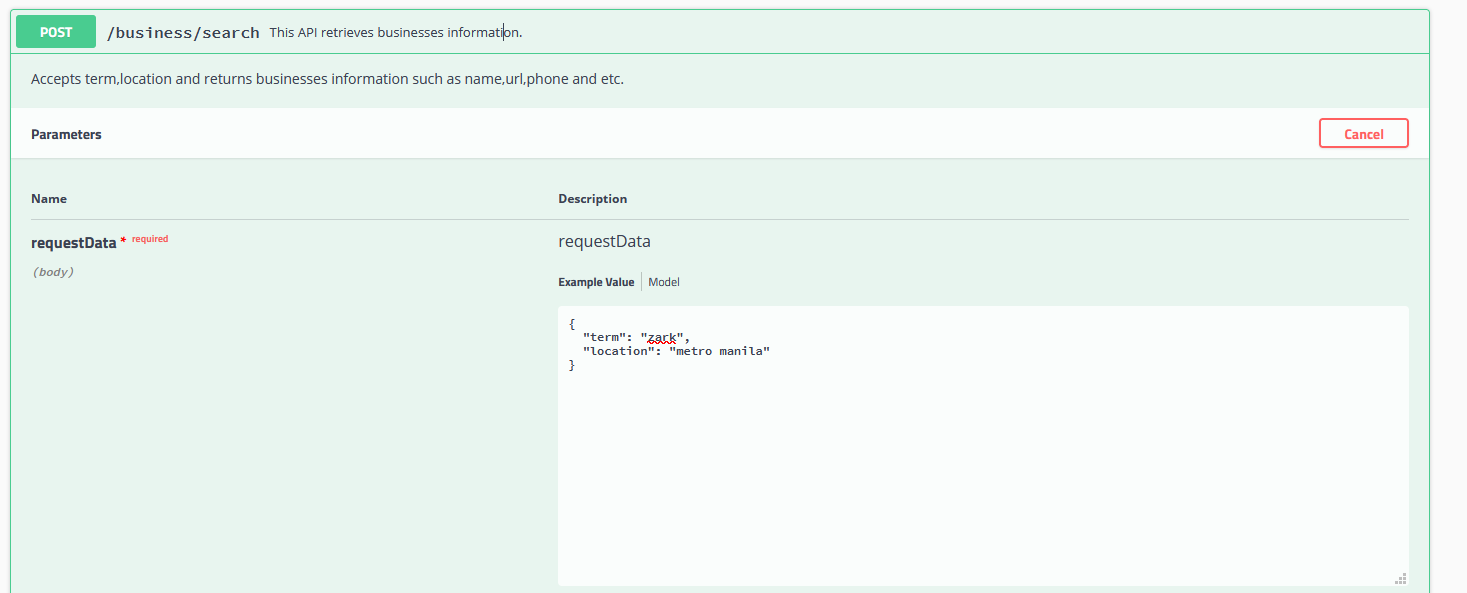 POST /business/search This API retrieves businesses information.
Accepts term,location and returns businesses information such as name,url,phone and etc.
Parameters Cancel
Name Description
requestData * required requestData
(body)
Example Value Model
{
"term": "zark",
"location": "metro manila"
}